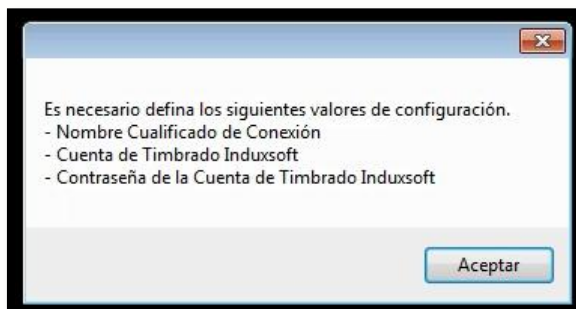 Es necesario defina los siguientes valores de configuración.
- Nombre Cualificado de Conexión
- Cuenta de Timbrado Induxsoft
- Contraseña de la Cuenta de Timbrado Induxsoft
Aceptar